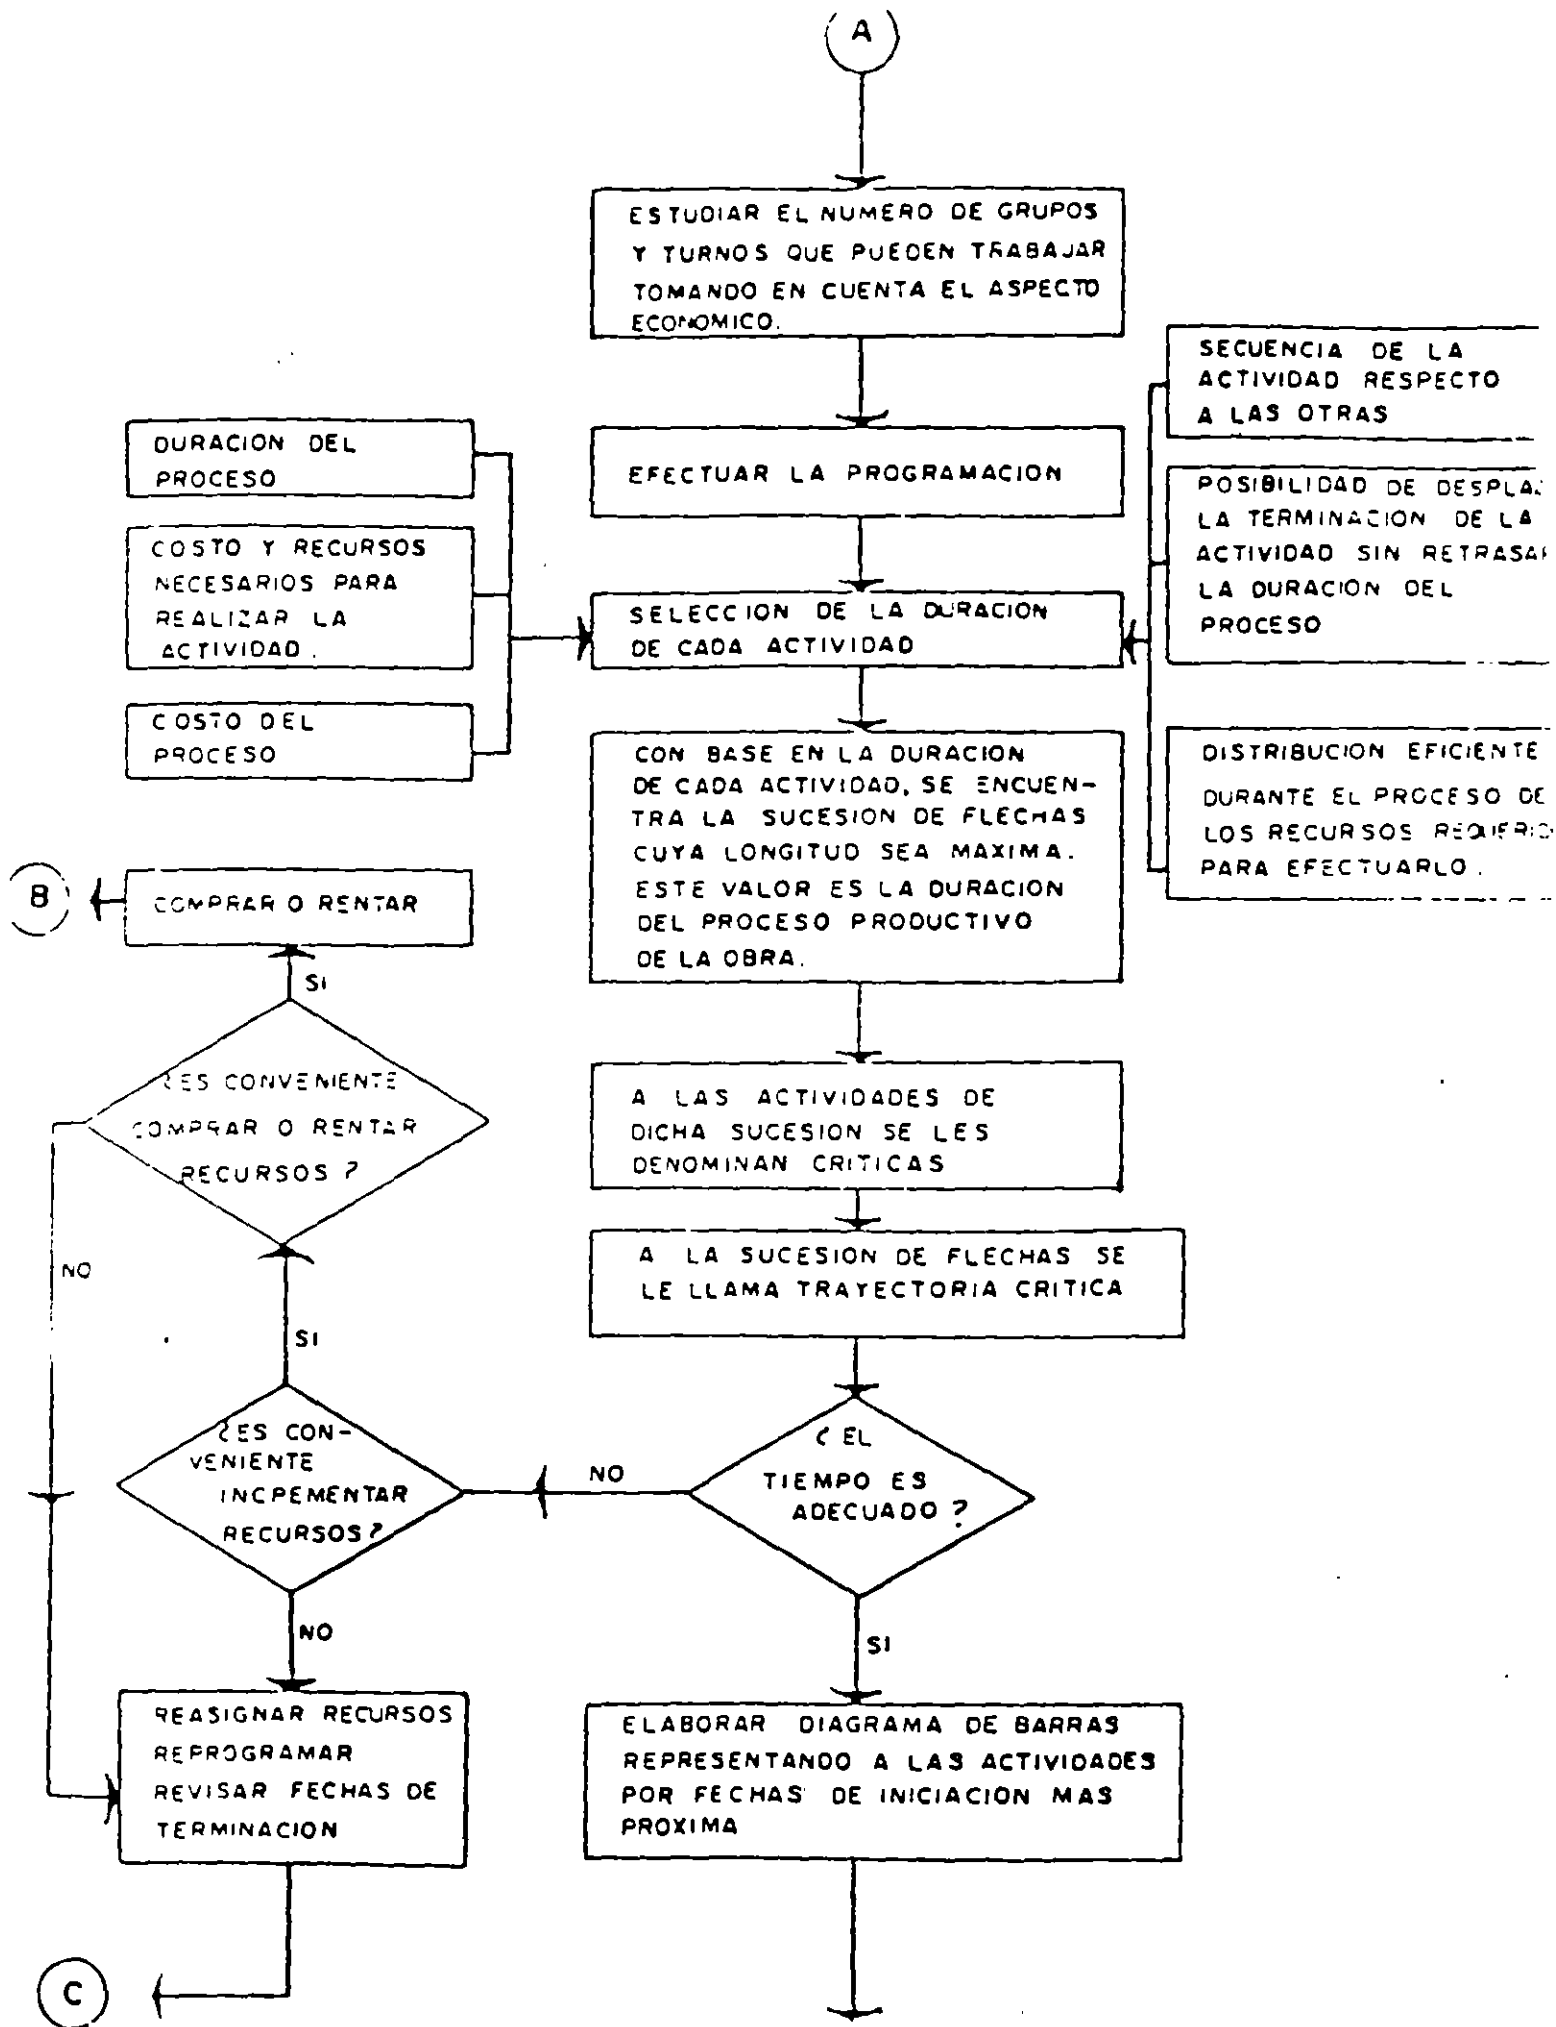 A
ESTUDIAR EL NUMERO DE GRUPOS
Y TURNOS QUE PUEDEN TRABAJAR
TOMANDO EN CUENTA EL ASPECTO
ECONOMICO.
EFECTUAR LA PROGRAMACION
DURACION DEL
PROCESO
COSTO Y RECURSOS
NECESARIOS PARA
REALIZAR LA
ACTIVIDAD.
COSTO DEL
PROCESO
SELECCION DE LA DURACION
DE CADA ACTIVIDAD
SECUENCIA DE LA
ACTIVIDAD RESPECTO
A LAS OTRAS
POSIBILIDAD DE
LA TERMINACION DE LA
ACTIVIDAD SIN
LA DURACION DEL
PROCESO
DISTRIBUCION EFICIENTE
DURANTE EL PROCESO DE
LOS RECURSOS
PARA EFECTUARLO.
CON BASE EN LA DURACION
DE CADA ACTIVIDAD, SE ENCUEN-
TRA LA SUCESION DE FLECHAS
CUYA LONGITUD SEA MAXIMA.
ESTE VALOR ES LA DURACION
DEL PROCESO PRODUCTIVO
DE LA OBRA.
B
COMPRAR O RENTAR
SI
¿ES CONVENIENTE
COMPRAR O RENTAR
RECURSOS?
NO
SI
A LAS ACTIVIDADES DE
DICHA SUCESION SE LES
DENOMINAN CRITICAS
A LA SUCESION DE FLECHAS SE
LE LLAMA TRAYECTORIA CRITICA
¿EL
TIEMPO ES
ADECUADO?
NO
¿ES CON-
VENIENTE
INCREMENTAR
RECURSOS?
NO
SI
REASIGNAR RECURSOS
REPROGRAMAR
REVISAR FECHAS DE
TERMINACION
ELABORAR DIAGRAMA DE BARRAS
REPRESENTANDO A LAS ACTIVIDADES
POR FECHAS DE INICIACION MAS
PROXIMA
C